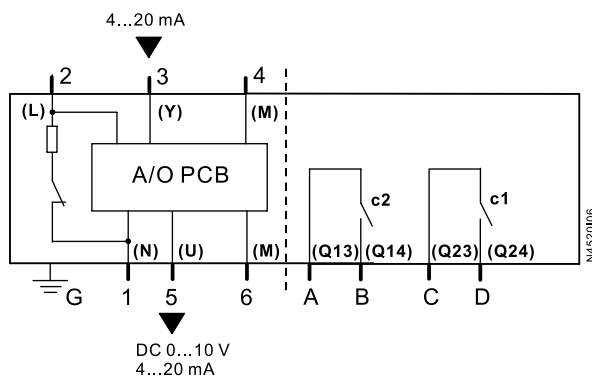 4...20 mA
2 3 4
(L) (Y) (M)
A/O PCB
c2 c1
(N) (U) (M) (Q13) (Q14) (Q23) (Q24)
G 1 5 6 A B C D
DC 0...10 V
4...20 mA
N4520I06